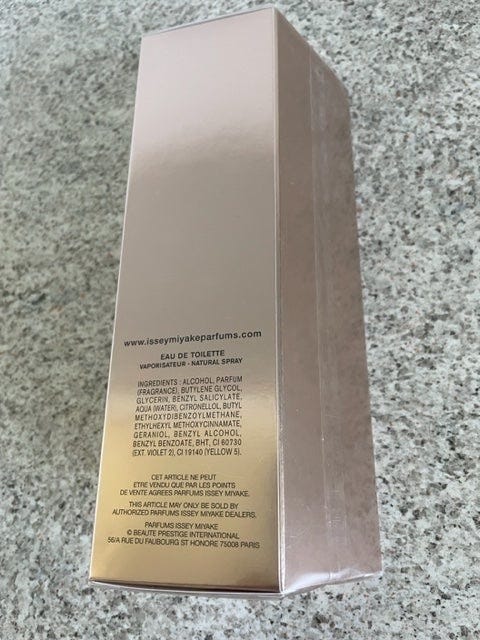 www.isseymiyakeparfums.com
EAU DE TOILETTE
VAPORISATEUR - NATURAL SPRAY
INGREDIENTS : ALCOHOL, PARFUM
(FRAGRANCE), BUTYLENE GLYCOL,
GLYCERIN, BENZYL SALICYLATE,
AQUA (WATER), CITRONELLOL, BUTYL
METHOXYDIBENZOYLMETHANE,
ETHYLHEXYL METHOXYCINNAMATE,
GERANIOL, BENZYL ALCOHOL,
BENZYL BENZOATE, BHT, CI 60730
(EXT. VIOLET 2), CI 19140 (YELLOW 5).
CET ARTICLE NE PEUT
ETRE VENDU QUE PAR LES POINTS
DE VENTE AGREES PARFUMS ISSEY MIYAKE.
THIS ARTICLE MAY ONLY BE SOLD BY
AUTHORIZED PARFUMS ISSEY MIYAKE DEALERS.
PARFUMS ISSEY MIYAKE
© BEAUTE PRESTIGE INTERNATIONAL
56/A RUE DU FAUBOURG ST HONORE 75008 PARIS